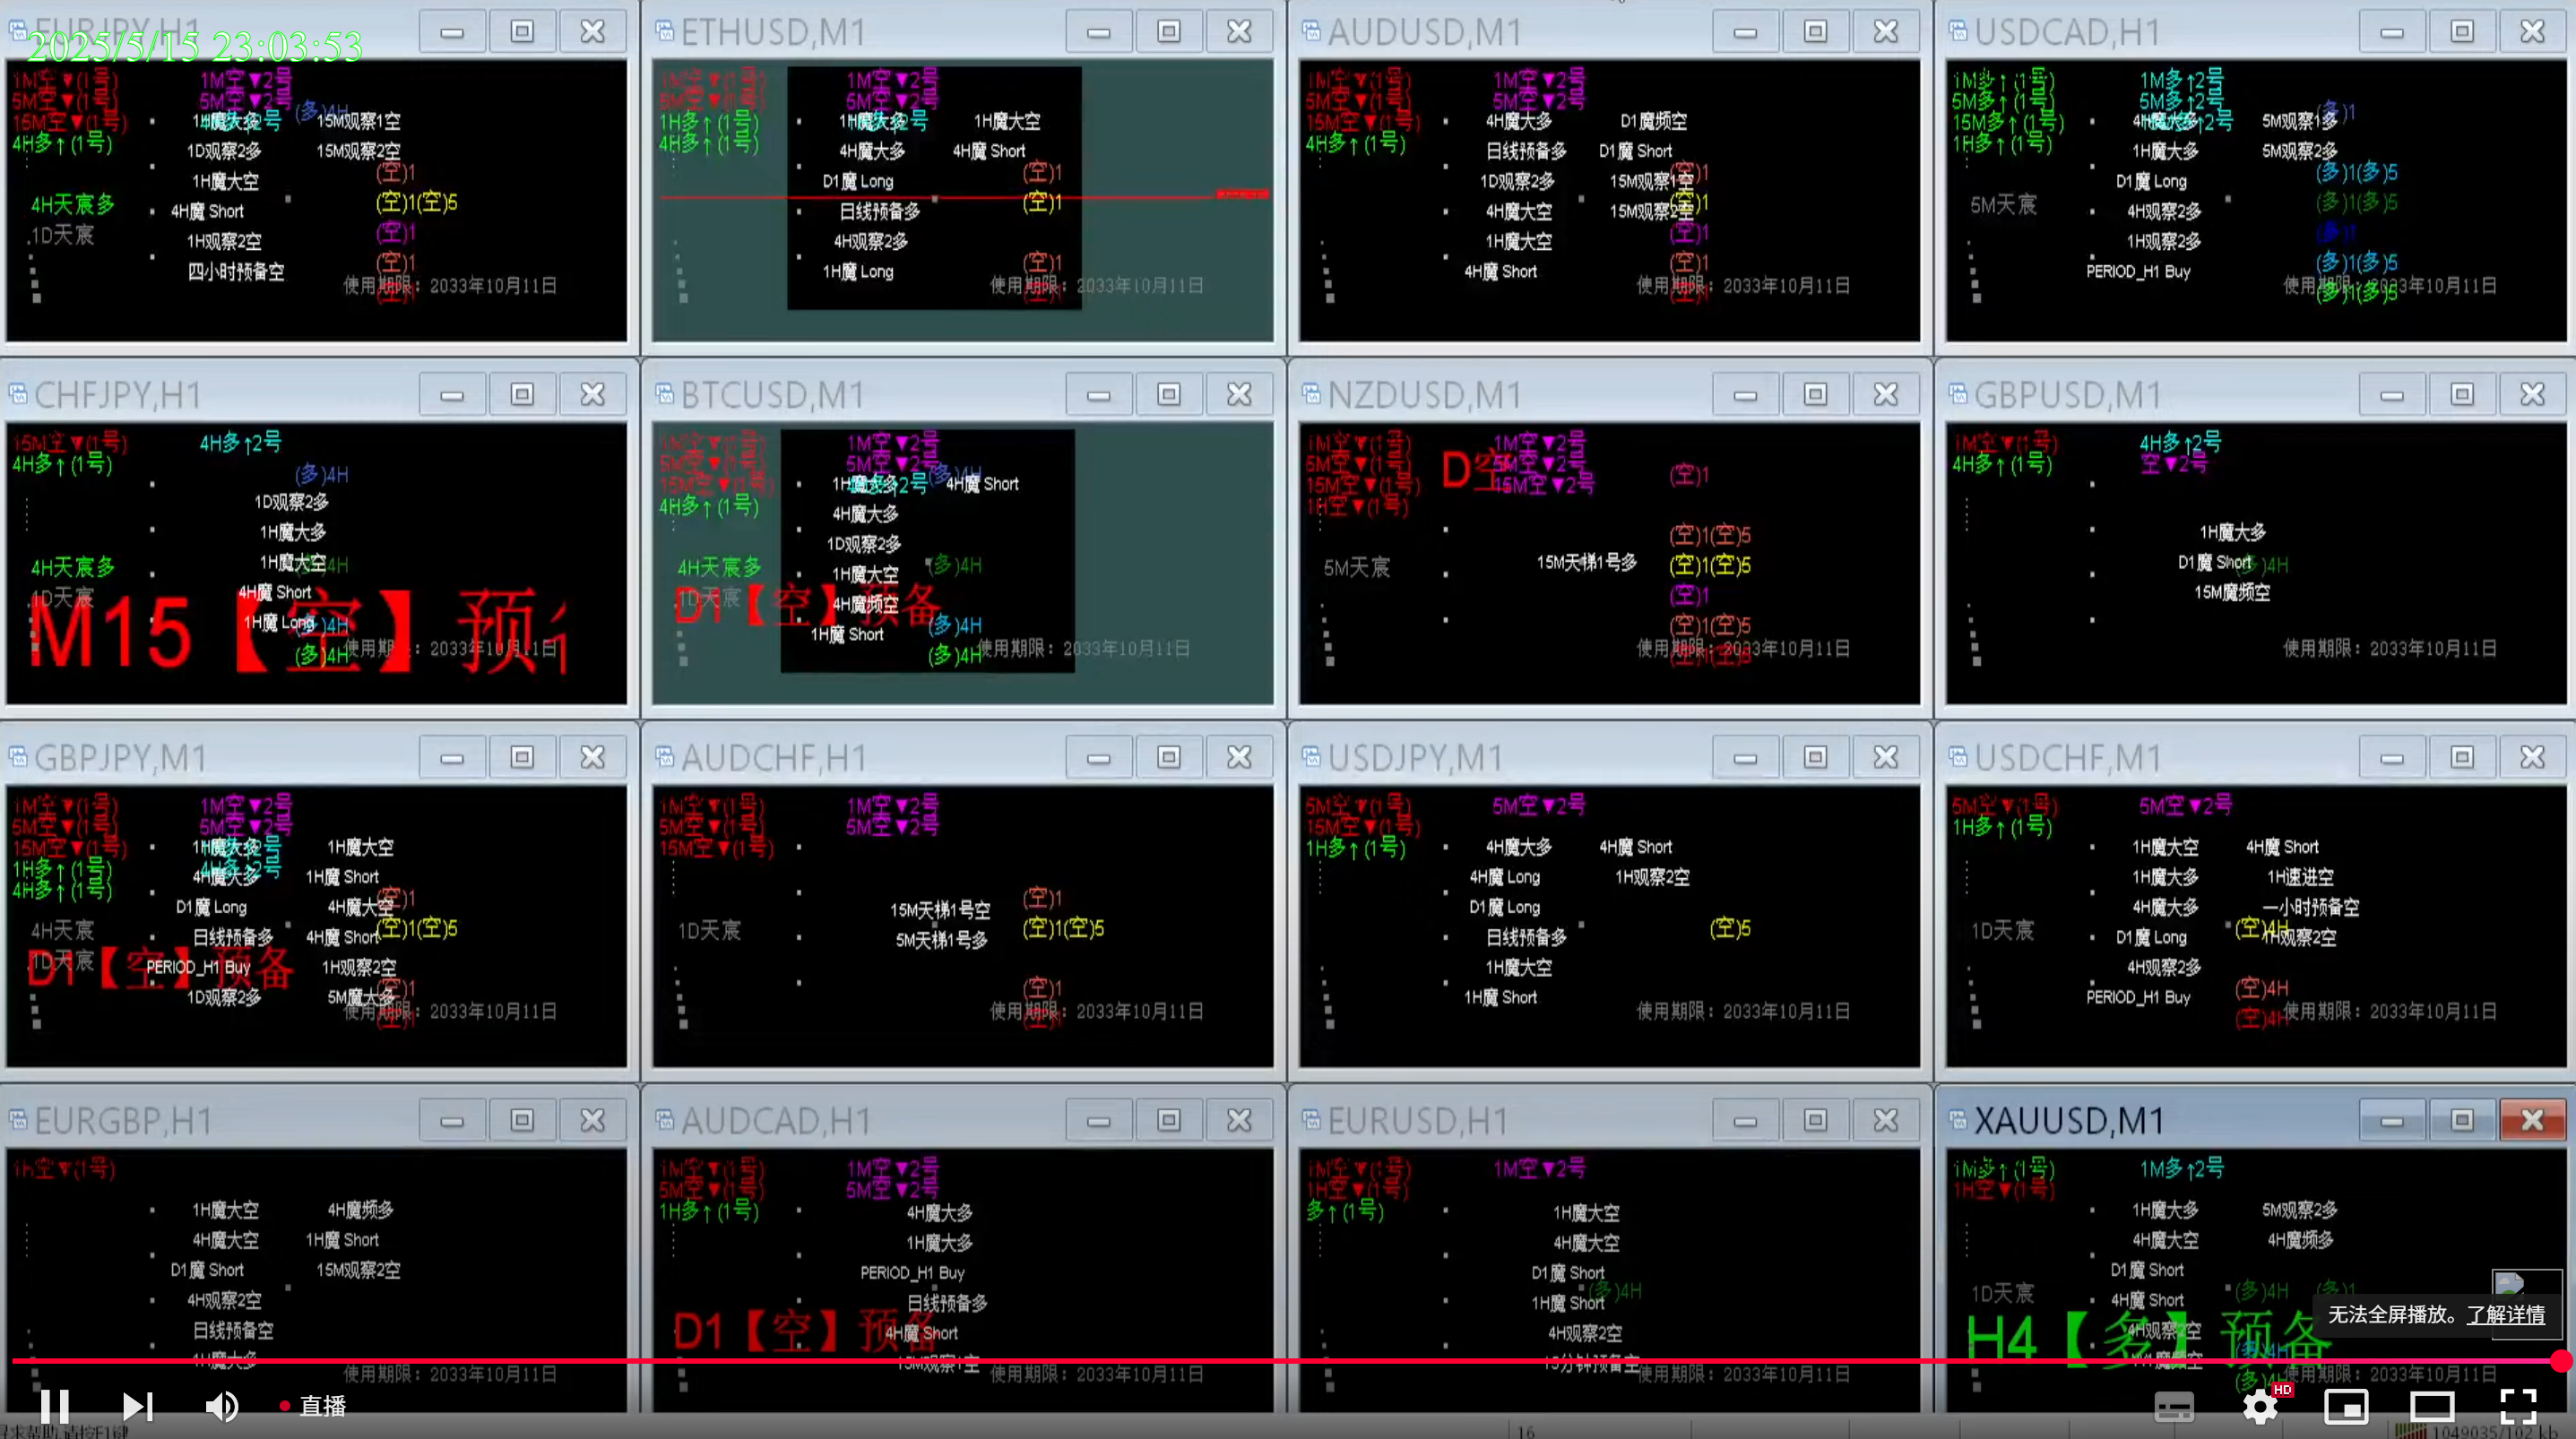 EURJPY,H1
2025/5/15 23:03:53
1M空▼(1号)
5M空▼(1号)
15M空▼(1号)
4H多↑(1号)
1M空▼2号
5M空▼2号
(多)4H
15M观察1空
1D观察2多
15M观察2空
1H魔大空
4H魔 Short
1H观察2空
四小时预备空
4H天宸多
1D天宸
(空)1
(空)1(空)5
(空)1
(空)1
使用期限：2033年10月11日
ETHUSD,M1
1M空▼(1号)
5M空▼(1号)
1H多↑(1号)
4H多↑(1号)
1M空▼2号
5M空▼2号
1H魔大空
4H魔大多
4H魔 Short
D1魔 Long
日线预备多
4H观察2多
1H魔 Long
(空)1
(空)1
(空)1
使用期限：2033年10月11日
AUDUSD,M1
1M空▼(1号)
5M空▼(1号)
15M空▼(1号)
4H多↑(1号)
1M空▼2号
5M空▼2号
4H魔大多
D1魔频空
日线预备多
D1魔 Short
1D观察2多
15M观察1空
4H魔大空
15M观察2空
1H魔大空
4H魔 Short
(空)1
(空)1
(空)1
(空)1
使用期限：2033年10月11日
USDCAD,H1
1M多↑(1号)
5M多↑(1号)
15M多↑(1号)
1H多↑(1号)
1M多↑2号
5M多↑2号
(多)1
5M观察1多
1H魔大多
5M观察2多
D1魔 Long
4H观察2多
1H观察2多
PERIOD_H1 Buy
5M天宸
(多)1(多)5
(多)1(多)5
(多)1
(多)1(多)5
(多)1(多)5
使用期限：2033年10月11日
CHFJPY,H1
15M空▼(1号)
4H多↑(1号)
4H多↑2号
(多)4H
1D观察2多
1H魔大多
1H魔大空
4H魔 Short
1H魔 Long
4H天宸多
1D天宸
M15【空】预
(多)4H
(多)4H
使用期限：2033年10月11日
BTCUSD,M1
1M空▼(1号)
5M空▼(1号)
15M空▼(1号)
4H多↑(1号)
1M空▼2号
5M空▼2号
(多)4H
4H魔 Short
4H魔大多
1D观察2多
1H魔大空
4H魔频空
1H魔 Short
4H天宸多
1D天宸
D1【空】预备
(多)4H
(多)4H
(多)4H
使用期限：2033年10月11日
NZDUSD,M1
1M空▼(1号)
5M空▼(1号)
15M空▼(1号)
1H空▼(1号)
D空
1M空▼2号
5M空▼2号
15M空▼2号
(空)1
15M天梯1号多
5M天宸
(空)1(空)5
(空)1(空)5
(空)1
(空)1(空)5
(空)1(空)5
使用期限：2033年10月11日
GBPUSD,M1
1M空▼(1号)
4H多↑(1号)
4H多↑2号
空▼2号
1H魔大多
D1魔 Short
15M魔频空
(多)4H
使用期限：2033年10月11日
GBPJPY,M1
1M空▼(1号)
5M空▼(1号)
15M空▼(1号)
1H多↑(1号)
4H多↑(1号)
1M空▼2号
5M空▼2号
1H魔大多
1H魔大空
4H魔大多
1H魔 Short
D1魔 Long
4H魔大空
日线预备多
4H魔 Short
PERIOD_H1 Buy
1H观察2空
1D观察2多
5M魔大多
4H天宸
1D天宸
D1【空】预备
(空)1
(空)1(空)5
(空)1
(空)1
使用期限：2033年10月11日
AUDCHF,H1
1M空▼(1号)
5M空▼(1号)
15M空▼(1号)
1M空▼2号
5M空▼2号
15M天梯1号空
5M天梯1号多
1D天宸
(空)1
(空)1(空)5
(空)1
(空)1
使用期限：2033年10月11日
USDJPY,M1
5M空▼(1号)
15M空▼(1号)
1H多↑(1号)
5M空▼2号
4H魔大多
4H魔 Short
4H魔 Long
1H观察2空
D1魔 Long
日线预备多
1H魔大空
1H魔 Short
(空)5
使用期限：2033年10月11日
USDCHF,M1
5M空▼(1号)
1H多↑(1号)
5M空▼2号
1H魔大空
4H魔 Short
1H魔大多
1H速进空
4H魔大多
一小时预备空
D1魔 Long
1H观察2空
4H观察2多
PERIOD_H1 Buy
1D天宸
(空)4H
(空)4H
(空)4H
使用期限：2033年10月11日
EURGBP,H1
1h空▼(1号)
1H魔大空
4H魔频多
4H魔大空
1H魔 Short
D1魔 Short
15M观察2空
4H观察2空
日线预备空
1H魔大多
使用期限：2033年10月11日
AUDCAD,H1
1M空▼(1号)
5M空▼(1号)
1H多↑(1号)
1M空▼2号
5M空▼2号
4H魔大多
1H魔大多
PERIOD_H1 Buy
日线预备多
4H魔 Short
15M观察1空
D1【空】预备
使用期限：2033年10月11日
EURUSD,H1
1M空▼(1号)
1H空▼(1号)
多↑(1号)
1M空▼2号
1H魔大空
4H魔大空
D1魔 Short
1H魔 Short
4H观察2空
15分钟预备空
(多)4H
使用期限：2033年10月11日
XAUUSD,M1
1M多↑(1号)
1H空▼(1号)
1M多↑2号
1H魔大多
5M观察2多
4H魔大空
4H魔频多
D1魔 Short
4H魔 Short
4H观察2空
1D天宸
(多)4H
(多)1
H4【多】预备
使用期限：2033年10月11日
无法全屏播放。了解详情
直播
HD
16
1049035/102 kb